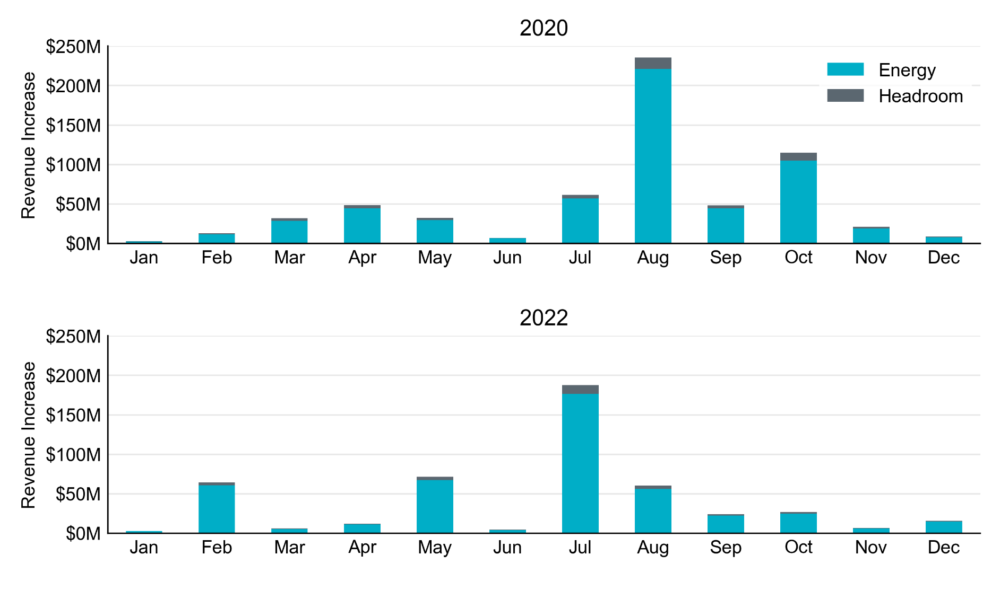 2020
Revenue Increase
$250M
$200M
$150M
$100M
$50M
$0M
Energy
Headroom
Jan Feb Mar Apr May Jun Jul Aug Sep Oct Nov Dec
2022
Revenue Increase
$250M
$200M
$150M
$100M
$50M
$0M
Jan Feb Mar Apr May Jun Jul Aug Sep Oct Nov Dec